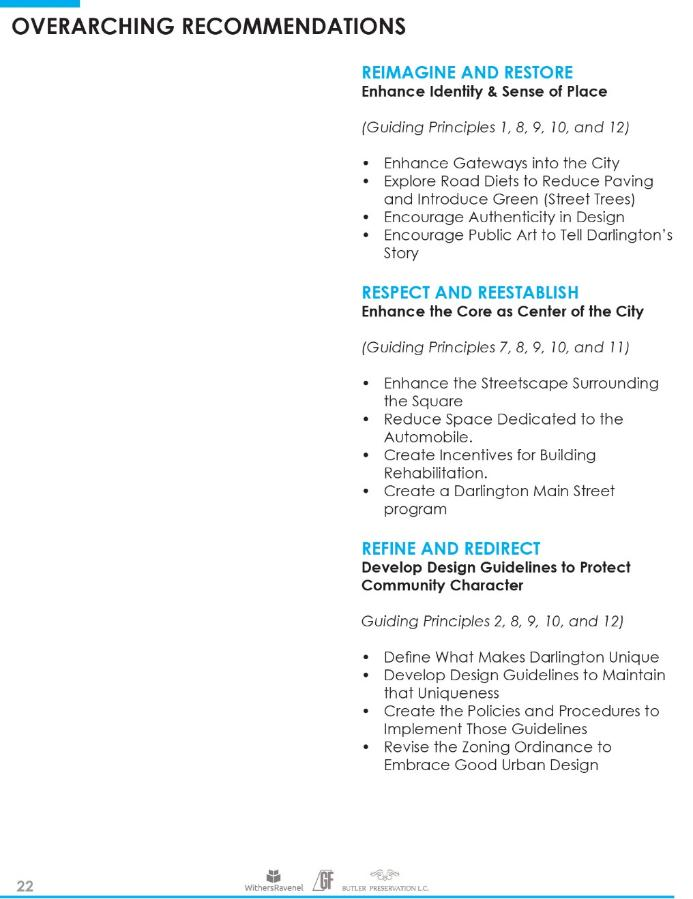 OVERARCHING RECOMMENDATIONS
REIMAGINE AND RESTORE
Enhance Identity & Sense of Place
(Guiding Principles 1, 8, 9, 10, and 12)
• Enhance Gateways into the City
• Explore Road Diets to Reduce Paving
and Introduce Green (Street Trees)
• Encourage Authenticity in Design
• Encourage Public Art to Tell Darlington's
Story
RESPECT AND REESTABLISH
Enhance the Core as Center of the City
(Guiding Principles 7, 8, 9, 10, and 11)
• Enhance the Streetscape Surrounding
the Square
• Reduce Space Dedicated to the
Automobile.
• Create Incentives for Building
Rehabilitation.
• Create a Darlington Main Street
program
REFINE AND REDIRECT
Develop Design Guidelines to Protect
Community Character
Guiding Principles 2, 8, 9, 10, and 12)
• Define What Makes Darlington Unique
• Develop Design Guidelines to Maintain
that Uniqueness
• Create the Policies and Procedures to
Implement Those Guidelines
• Revise the Zoning Ordinance to
Embrace Good Urban Design
22
WithersRavenel
GF
BUTLER PRESERVATION L.C.